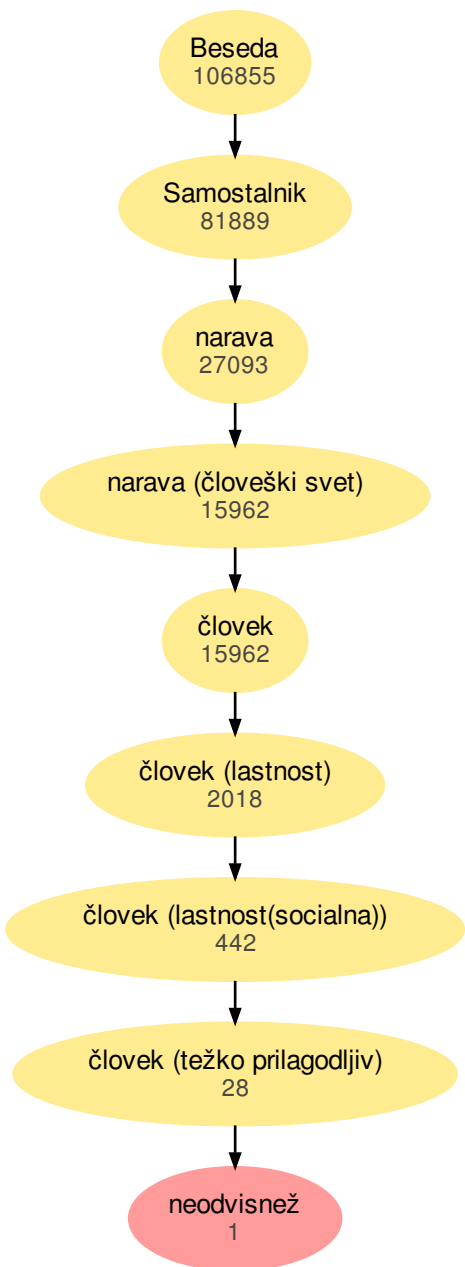 Beseda
106855
Samostalnik
81889
narava
27093
narava (človeški svet)
15962
človek
15962
človek (lastnost)
2018
človek (lastnost(socialna))
442
človek (težko prilagodljiv)
28
neodvisnež
1